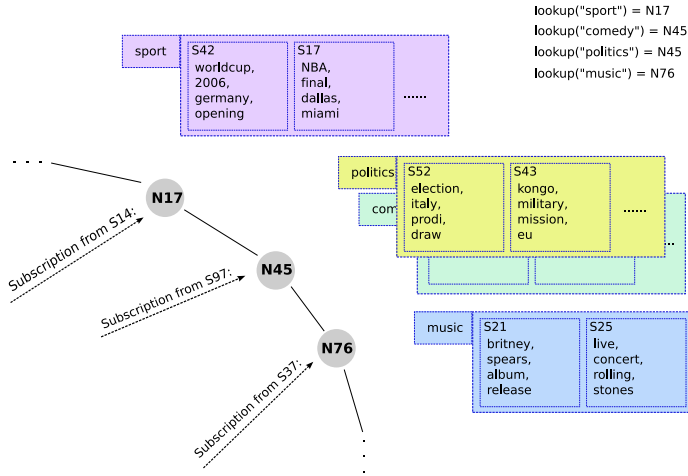 lookup("sport") = N17
lookup("comedy") = N45
lookup("politics") = N45
lookup("music") = N76
sport
S42
worldcup,
2006,
germany,
opening
S17
NBA,
final,
dallas,
miami
......
. . .
N17
Subscription from S14:
N45
Subscription from S97:
N76
Subscription from S37:
politics
S52
election,
italy,
prodi,
draw
S43
kongo,
military,
mission,
eu
......
com
music
S21
britney,
spears,
album,
release
S25
live,
concert,
rolling,
stones